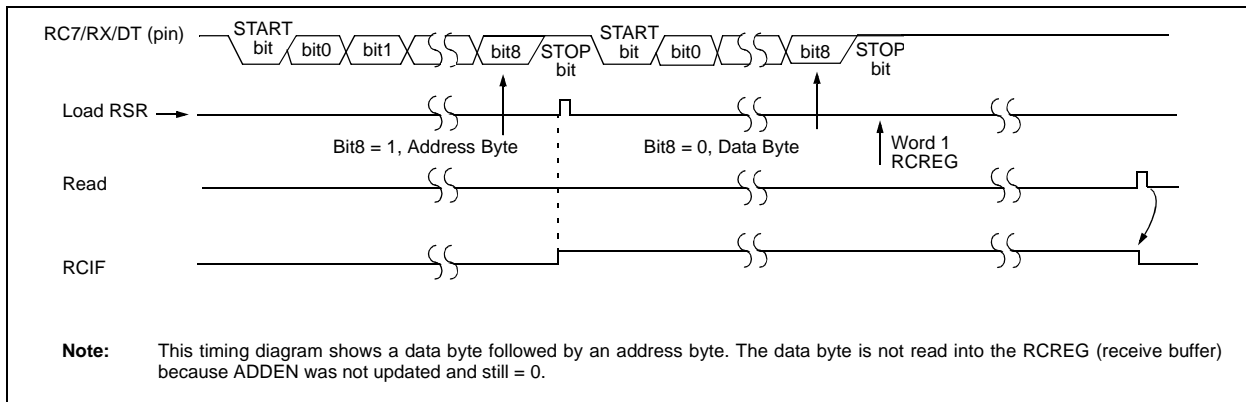 RC7/RX/DT (pin)
START
bit
bit0
bit1
bit8
STOP
bit
START
bit
bit0
bit8
STOP
bit
Load RSR
Bit8 = 1, Address Byte
Bit8 = 0, Data Byte
Word 1
RCREG
Read
RCIF
Note: This timing diagram shows a data byte followed by an address byte. The data byte is not read into the RCREG (receive buffer)
because ADDEN was not updated and still = 0.